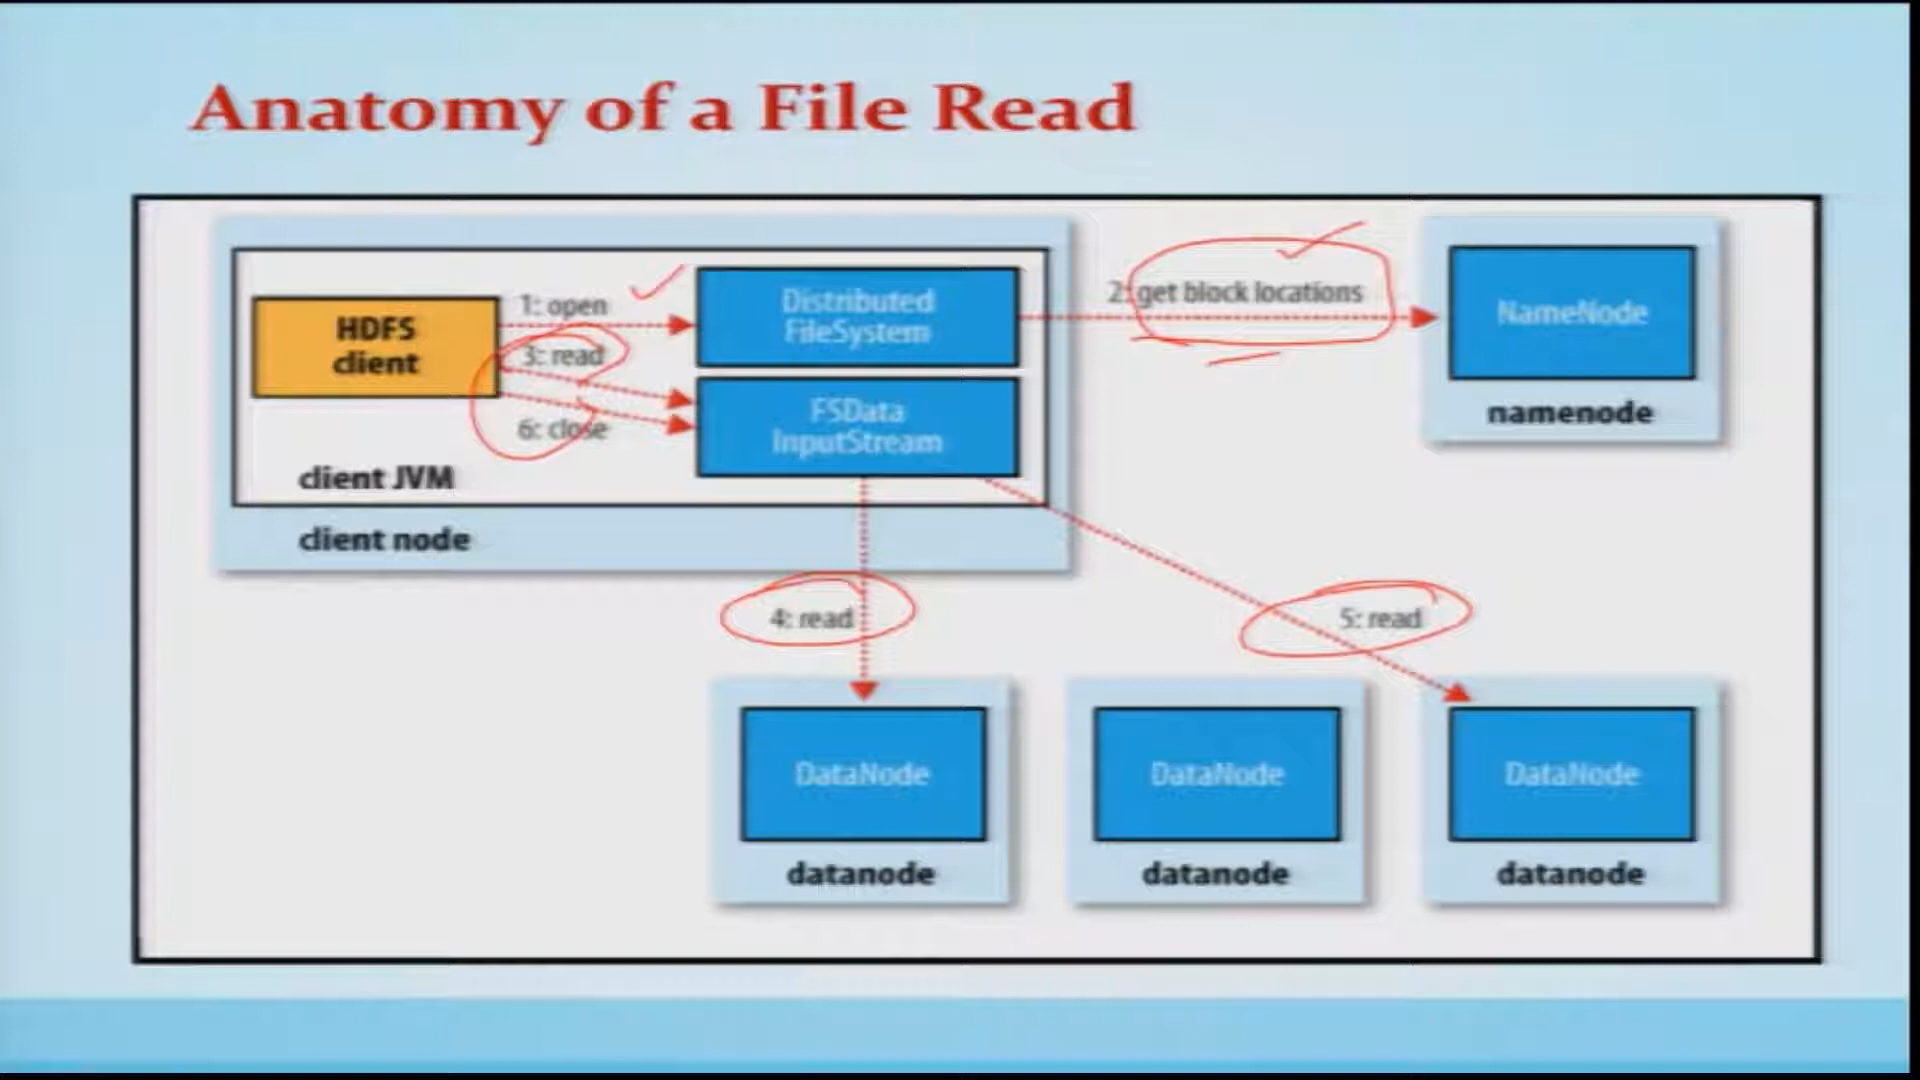 Anatomy of a File Read
HDFS
client
1: open
3: read
6: close
Distributed
FileSystem
FSData
InputStream
2: get block locations
NameNode
namenode
client JVM
client node
4: read
5: read
DataNode
DataNode
DataNode
datanode
datanode
datanode